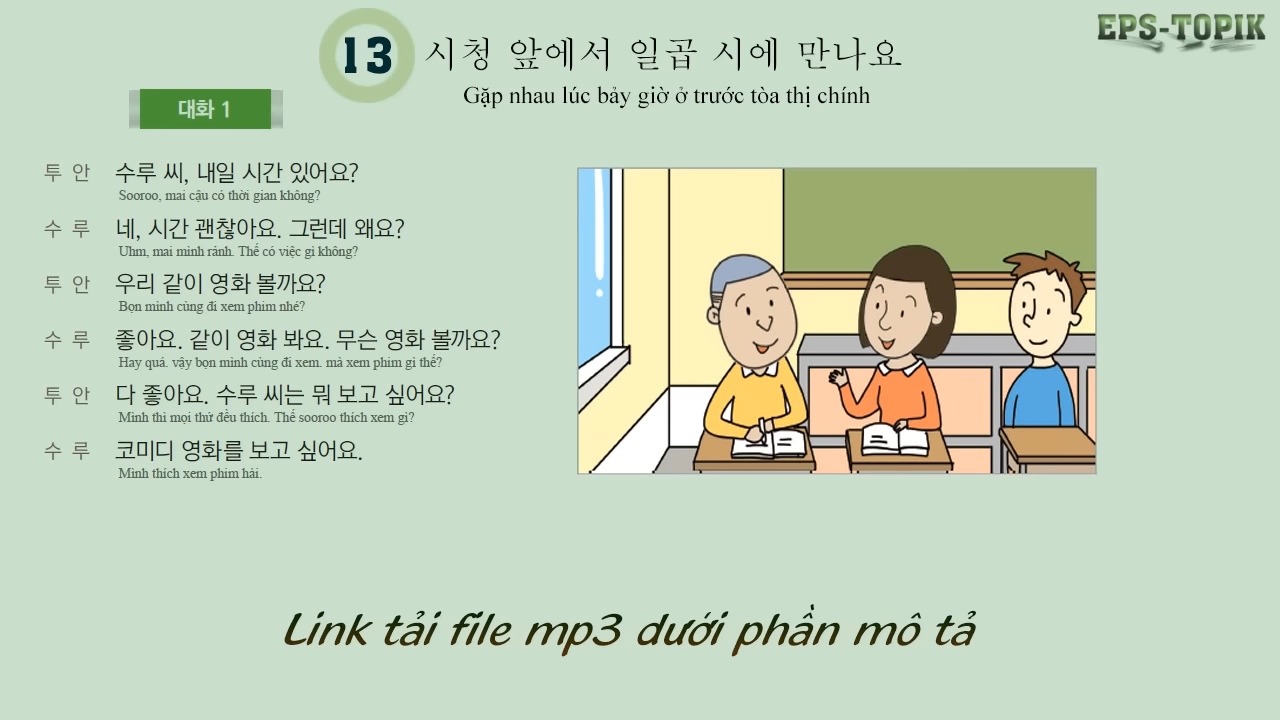 EPS-TOPIK
13 시청 앞에서 일곱 시에 만나요
Gặp nhau lúc bảy giờ ở trước tòa thị chính
대화 1
투 안 수루 씨, 내일 시간 있어요?
Sooroo, mai cậu có thời gian không?
수 루 네, 시간 괜찮아요. 그런데 왜요?
Uhm, mai mình rảnh. Thế có việc gì không?
투 안 우리 같이 영화 볼까요?
Bọn mình cùng đi xem phim nhé?
수 루 좋아요. 같이 영화 봐요. 무슨 영화 볼까요?
Hay quá. vậy bọn mình cùng đi xem. mà xem phim gì thế?
투 안 다 좋아요. 수루 씨는 뭐 보고 싶어요?
Mình thì mọi thứ đều thích. Thế sooroo thích xem gì?
수 루 코미디 영화를 보고 싶어요.
Mình thích xem phim hài.
Link tải file mp3 dưới phần mô tả